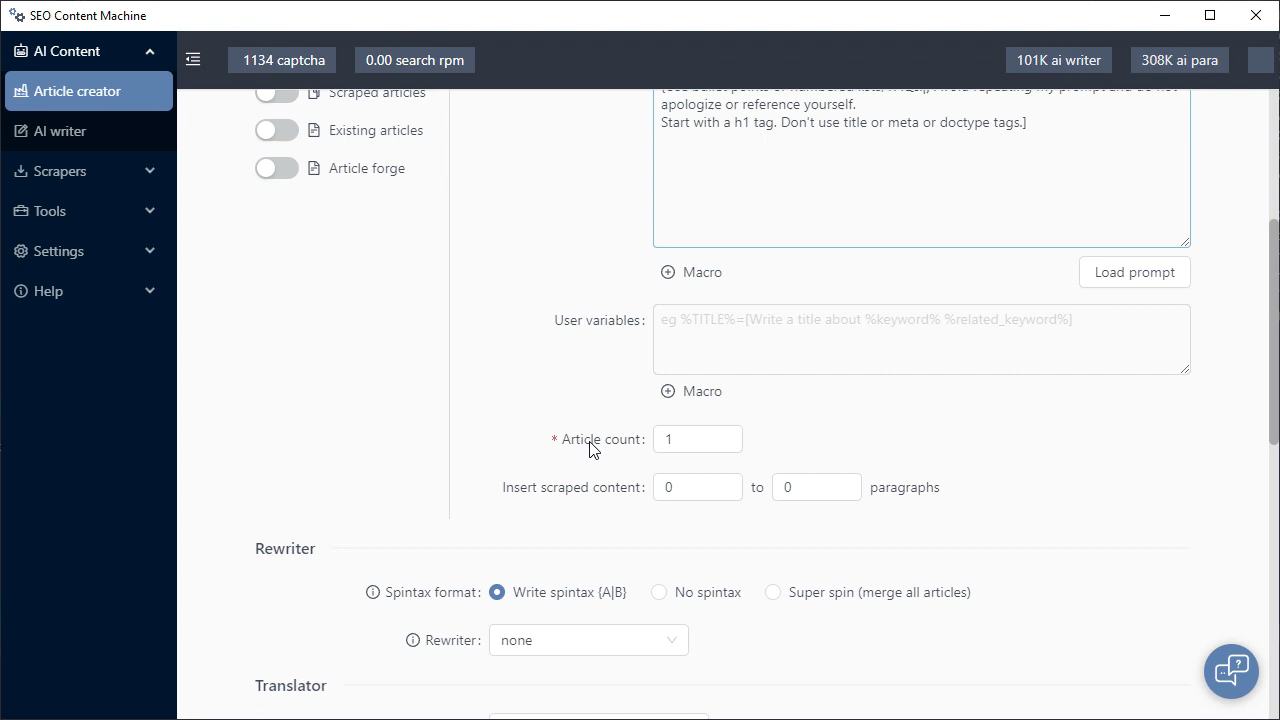 SEO Content Machine
AI Content
1134 captcha
0.00 search rpm
101K ai writer
308K ai para
Article creator
AI writer
Scrapers
Tools
Settings
Help
Scraped articles
Existing articles
Article forge
apologize or reference yourself.
Start with a h1 tag. Don't use title or meta or doctype tags.]
Macro
Load prompt
User variables:
eg %TITLE%=[Write a title about %keyword% %related_keyword%]
Macro
* Article count: 1
Insert scraped content: 0 to 0 paragraphs
Rewriter
Spintax format: Write spintax {A|B} No spintax Super spin (merge all articles)
Rewriter: none
Translator